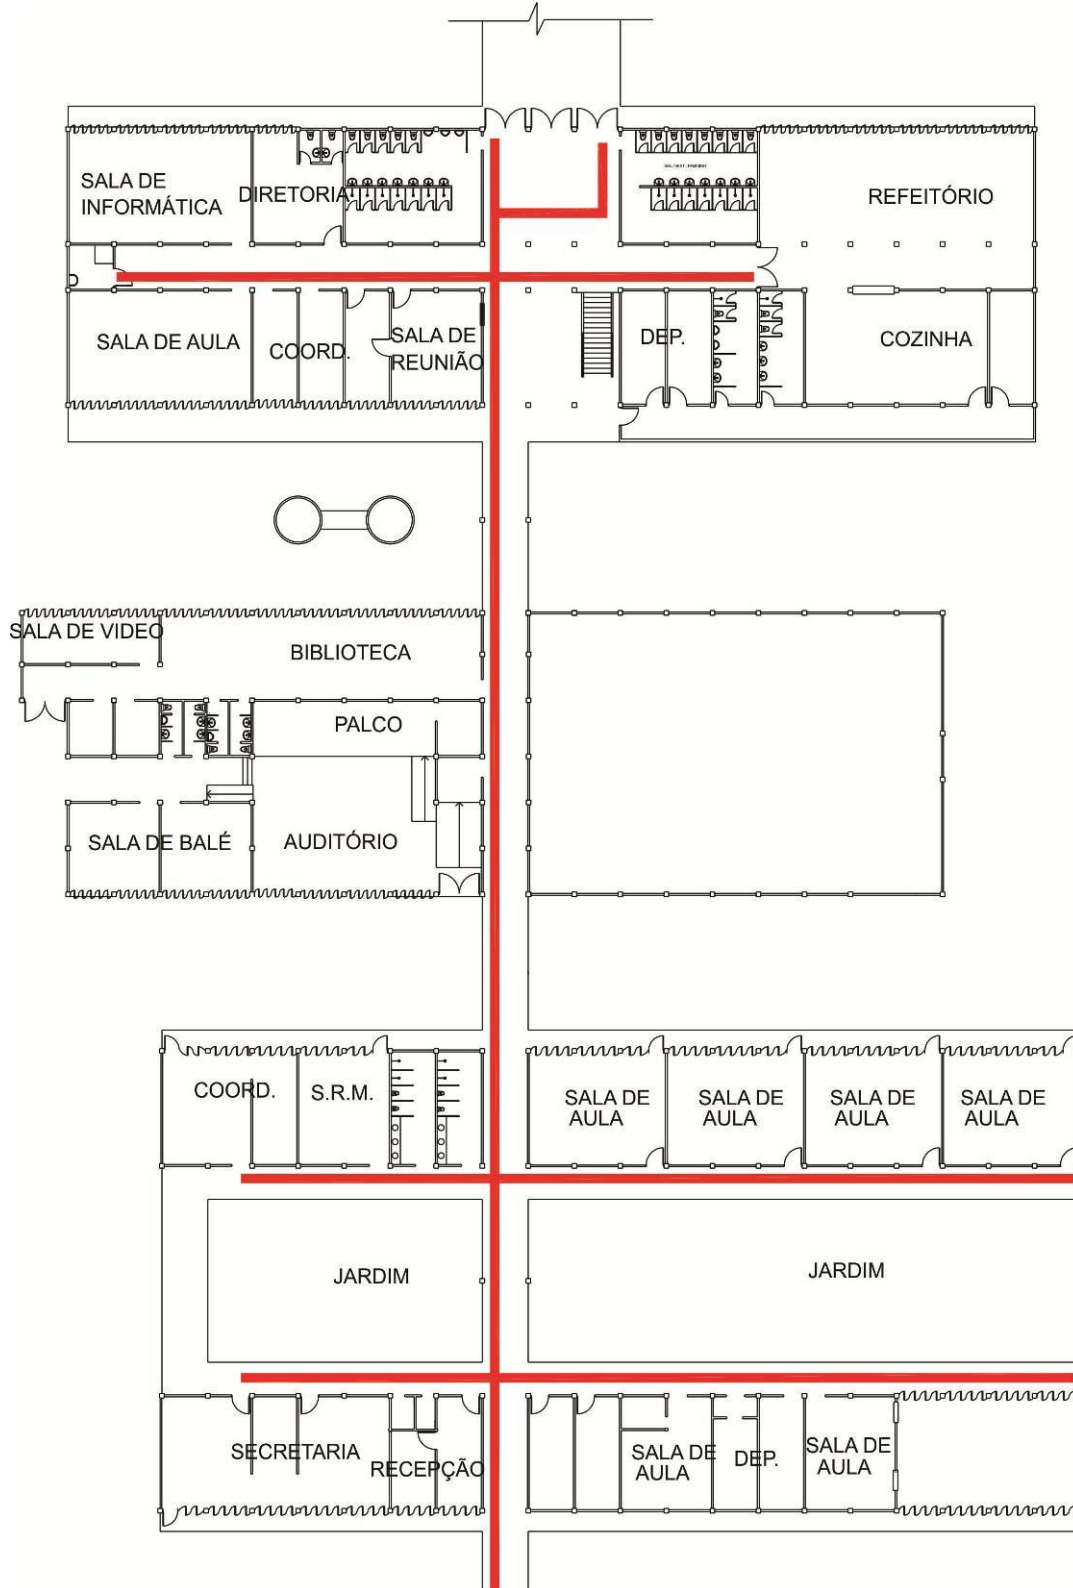 SALA DE
INFORMÁTICA
DIRETORIA
REFEITÓRIO
SALA DE AULA
COORD.
SALA DE
REUNIÃO
DEP.
COZINHA
SALA DE VIDEO
BIBLIOTECA
PALCO
SALA DE BALÉ
AUDITÓRIO
COORD.
S.R.M.
SALA DE
AULA
SALA DE
AULA
SALA DE
AULA
SALA DE
AULA
JARDIM
JARDIM
SECRETARIA
RECEPÇÃO
SALA DE
AULA
DEP.
SALA DE
AULA